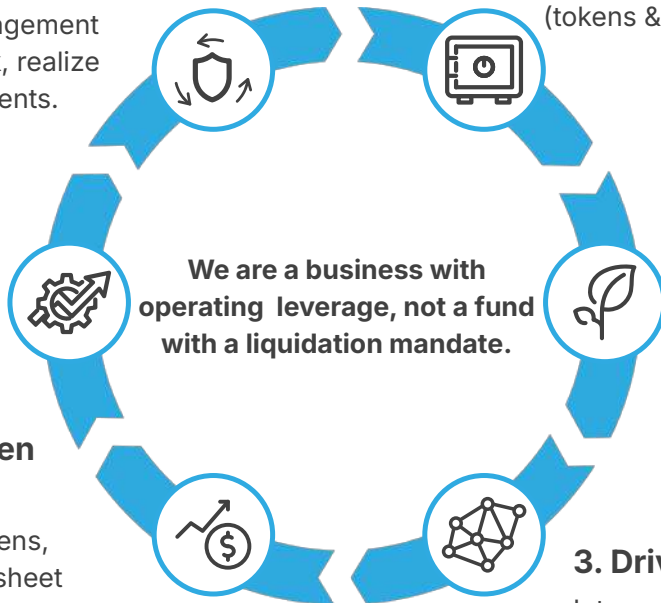 (tokens &
, realize
ents.
We are a business with
operating leverage, not a fund
with a liquidation mandate.
en
ens,
sheet
3. Driv